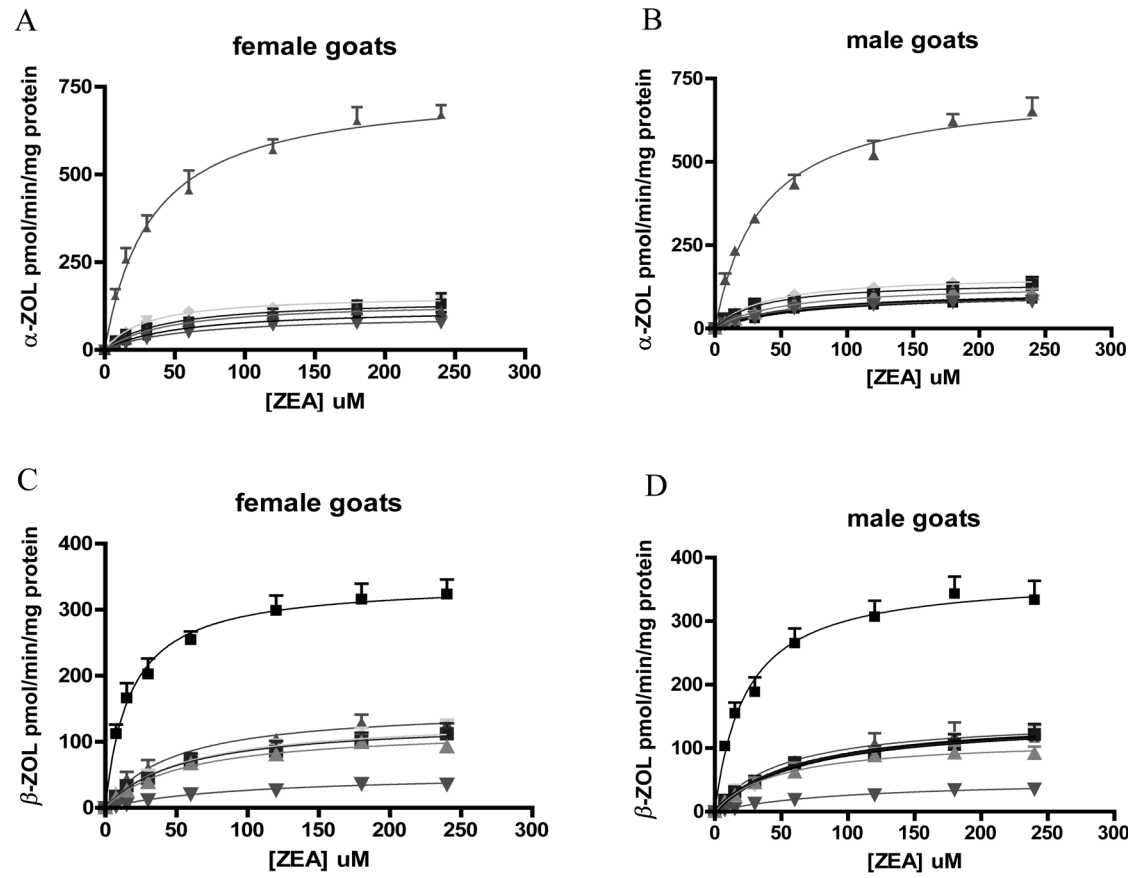 A
female goats
α-ZOL pmol/min/mg protein
750
500
250
0
0 50 100 150 200 250 300
[ZEA] uM
B
male goats
α-ZOL pmol/min/mg protein
750
500
250
0
0 50 100 150 200 250 300
[ZEA] uM
C
female goats
β-ZOL pmol/min/mg protein
400
300
200
100
0
0 50 100 150 200 250 300
[ZEA] uM
D
male goats
β-ZOL pmol/min/mg protein
400
300
200
100
0
0 50 100 150 200 250 300
[ZEA] uM